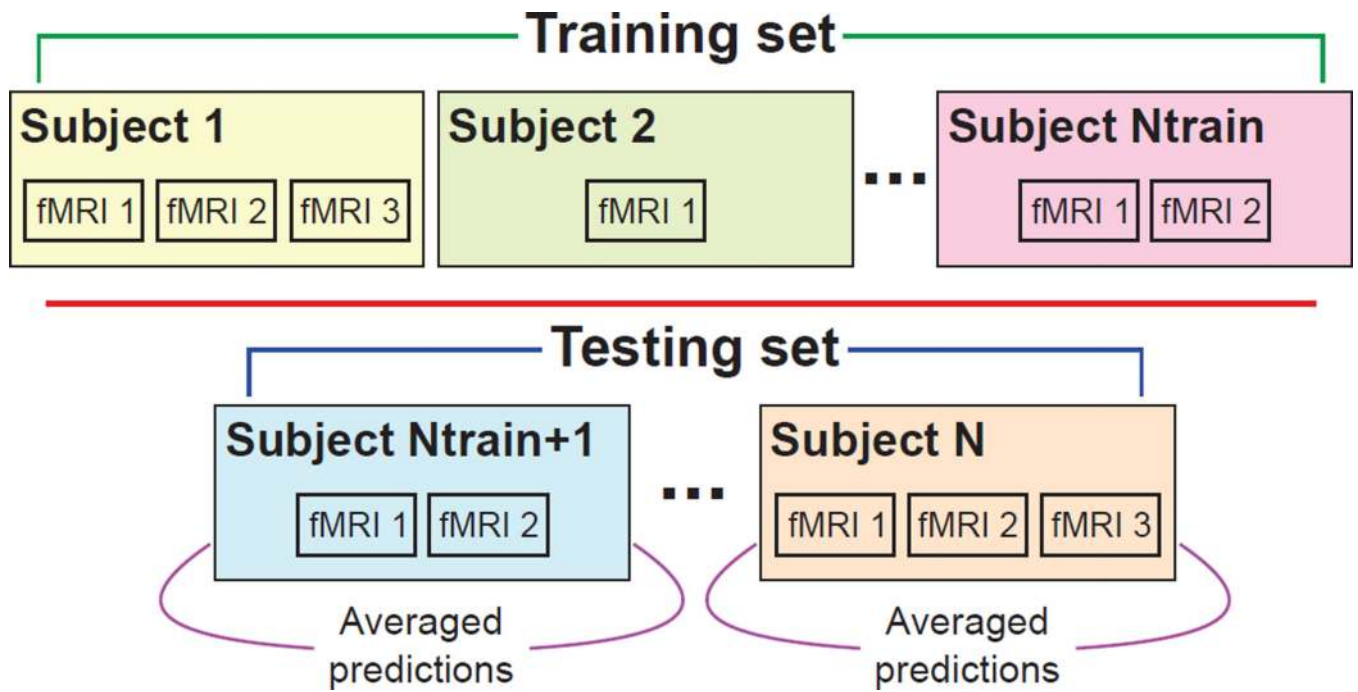 Training set
Subject 1
fMRI 1 fMRI 2 fMRI 3
Subject 2
fMRI 1
...
Subject Ntrain
fMRI 1 fMRI 2
Testing set
Subject Ntrain+1
fMRI 1 fMRI 2
...
Subject N
fMRI 1 fMRI 2 fMRI 3
Averaged
predictions
Averaged
predictions